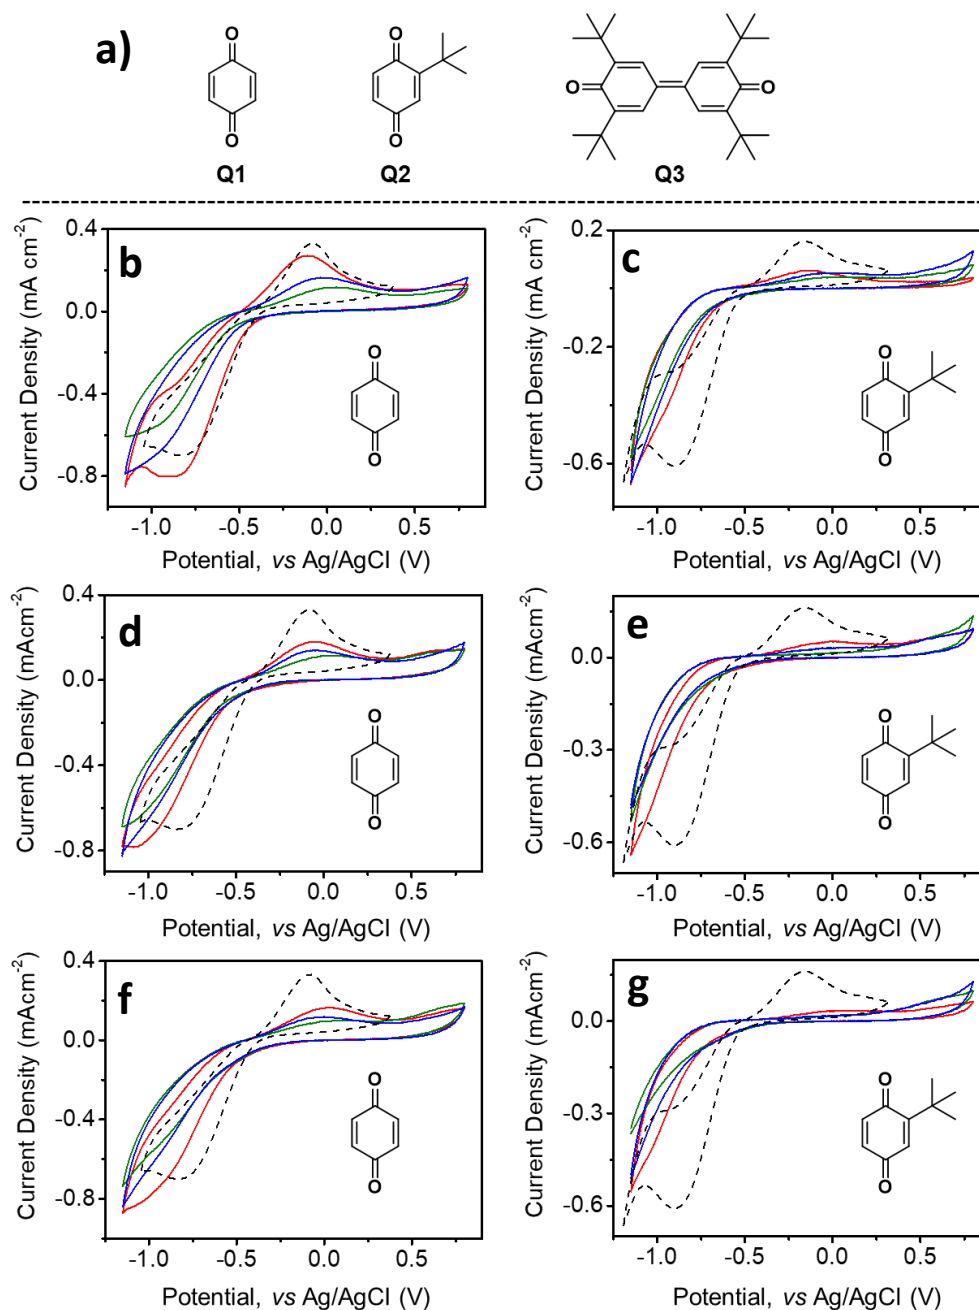 a)
O
O
Q1
O
O
Q2
O
O
Q3
b
0.4
0.0
-0.4
-0.8
Current Density (mA cm-2)
O
O
-1.0 -0.5 0.0 0.5
Potential, vs Ag/AgCl (V)
c
0.2
-0.2
-0.6
Current Density (mA cm-2)
O
O
-1.0 -0.5 0.0 0.5
Potential, vs Ag/AgCl (V)
d
0.4
0.0
-0.4
-0.8
Current Density (mAcm-2)
O
O
-1.0 -0.5 0.0 0.5
Potential, vs Ag/AgCl (V)
e
0.0
-0.3
-0.6
Current Density (mAcm-2)
O
O
-1.0 -0.5 0.0 0.5
Potential, vs Ag/AgCl (V)
f
0.4
0.0
-0.4
-0.8
Current Density (mAcm-2)
O
O
-1.0 -0.5 0.0 0.5
Potential, vs Ag/AgCl (V)
g
0.0
-0.3
-0.6
Current Density (mAcm-2)
O
O
-1.0 -0.5 0.0 0.5
Potential, vs Ag/AgCl (V)